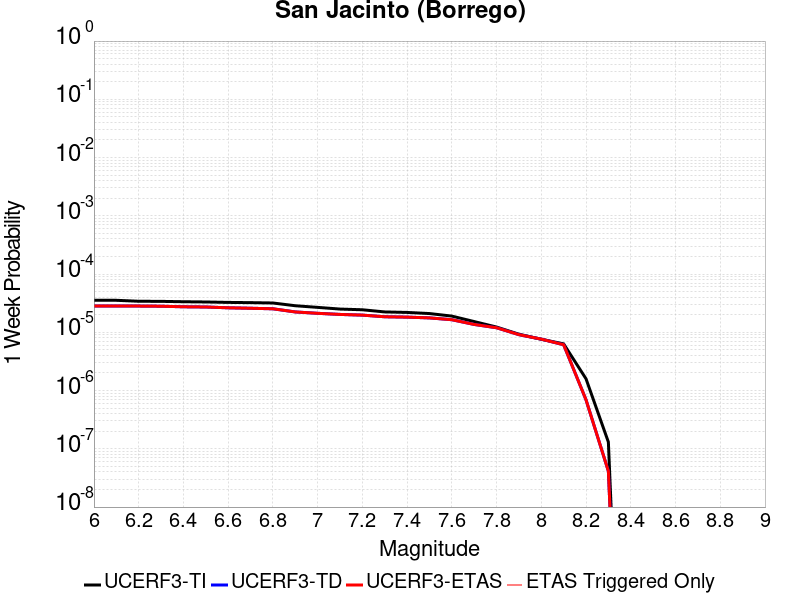 San Jacinto (Borrego)
10^0
10^-1
10^-2
10^-3
10^-4
10^-5
10^-6
10^-7
10^-8
1 Week Probability
6 6.2 6.4 6.6 6.8 7 7.2 7.4 7.6 7.8 8 8.2 8.4 8.6 8.8 9
Magnitude
UCERF3-TI UCERF3-TD UCERF3-ETAS ETAS Triggered Only